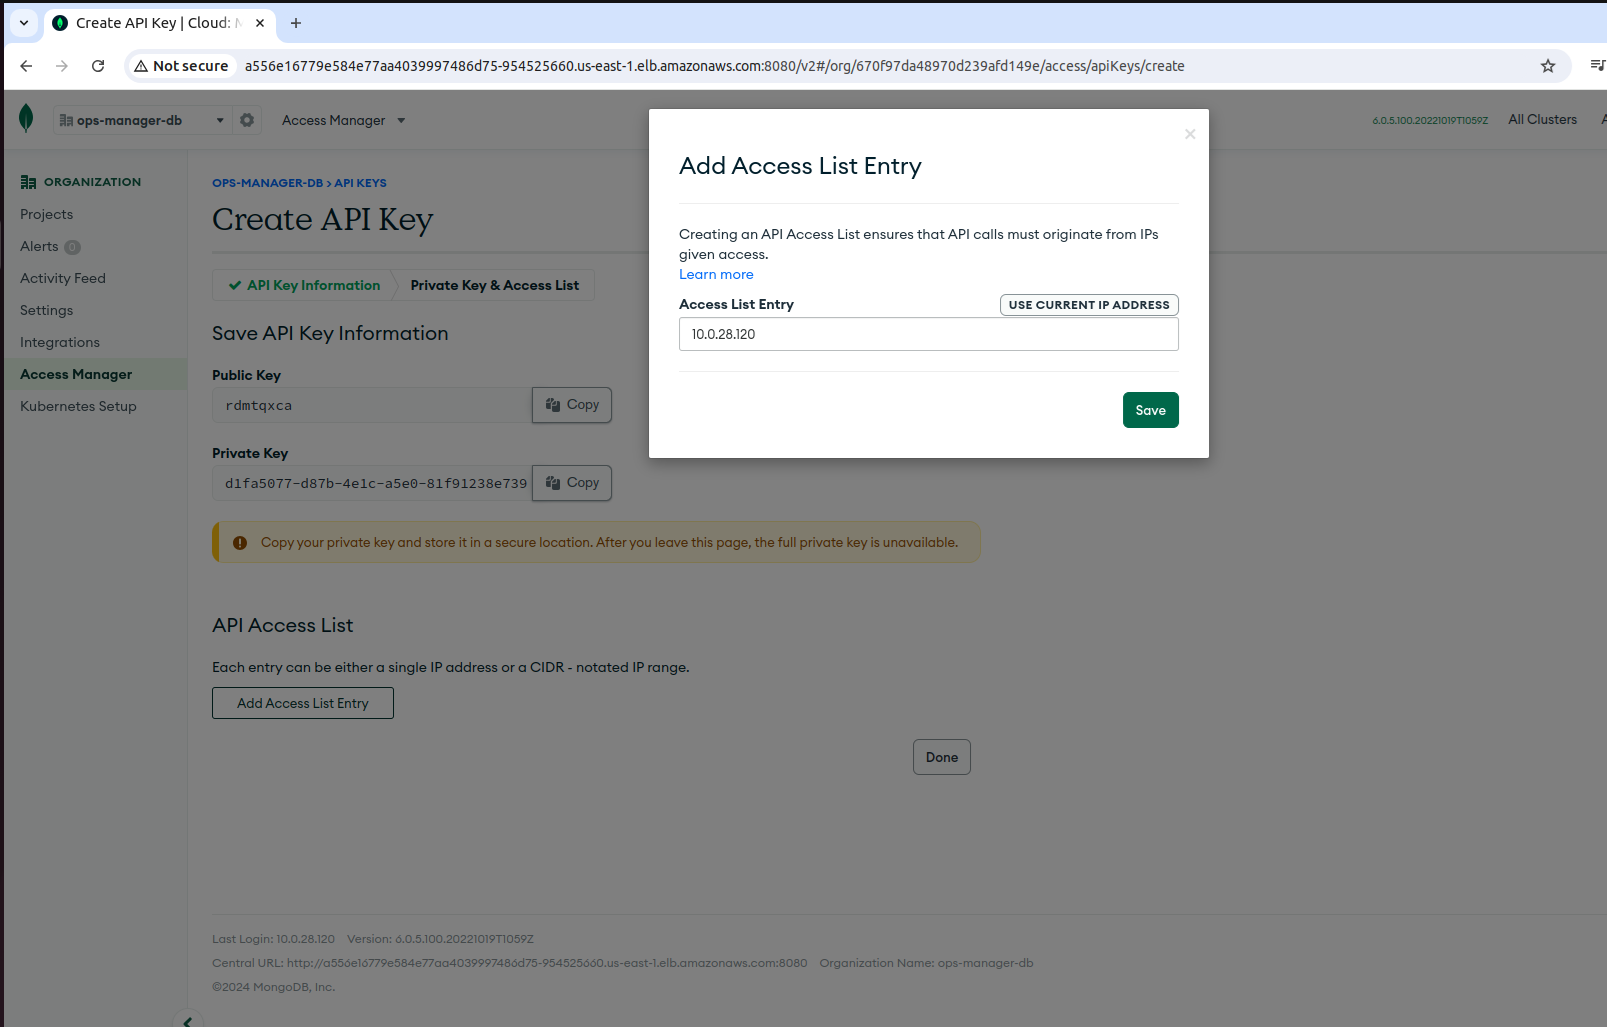 Create API Key | Cloud: M
Not secure
a556e16779e584e77aa4039997486d75-954525660.us-east-1.elb.amazonaws.com:8080/v2#/org/670f97da48970d239afd149e/access/apiKeys/create
ops-manager-db
Access Manager
6.0.5.100.20221019T1059Z
All Clusters
A
ORGANIZATION
Projects
Alerts 0
Activity Feed
Settings
Integrations
Access Manager
Kubernetes Setup
OPS-MANAGER-DB > API KEYS
Create API Key
API Key Information
Private Key & Access List
Save API Key Information
Public Key
rdmtqxca
Copy
Private Key
d1fa5077-d87b-4e1c-a5e0-81f91238e739
Copy
Copy your private key and store it in a secure location. After you leave this page, the full private key is unavailable.
API Access List
Each entry can be either a single IP address or a CIDR - notated IP range.
Add Access List Entry
Done
Add Access List Entry
Creating an API Access List ensures that API calls must originate from IPs
given access.
Learn more
Access List Entry
USE CURRENT IP ADDRESS
10.0.28.120
Save
Last Login: 10.0.28.120 Version: 6.0.5.100.20221019T1059Z
Central URL: http://a556e16779e584e77aa4039997486d75-954525660.us-east-1.elb.amazonaws.com:8080 Organization Name: ops-manager-db
©2024 MongoDB, Inc.